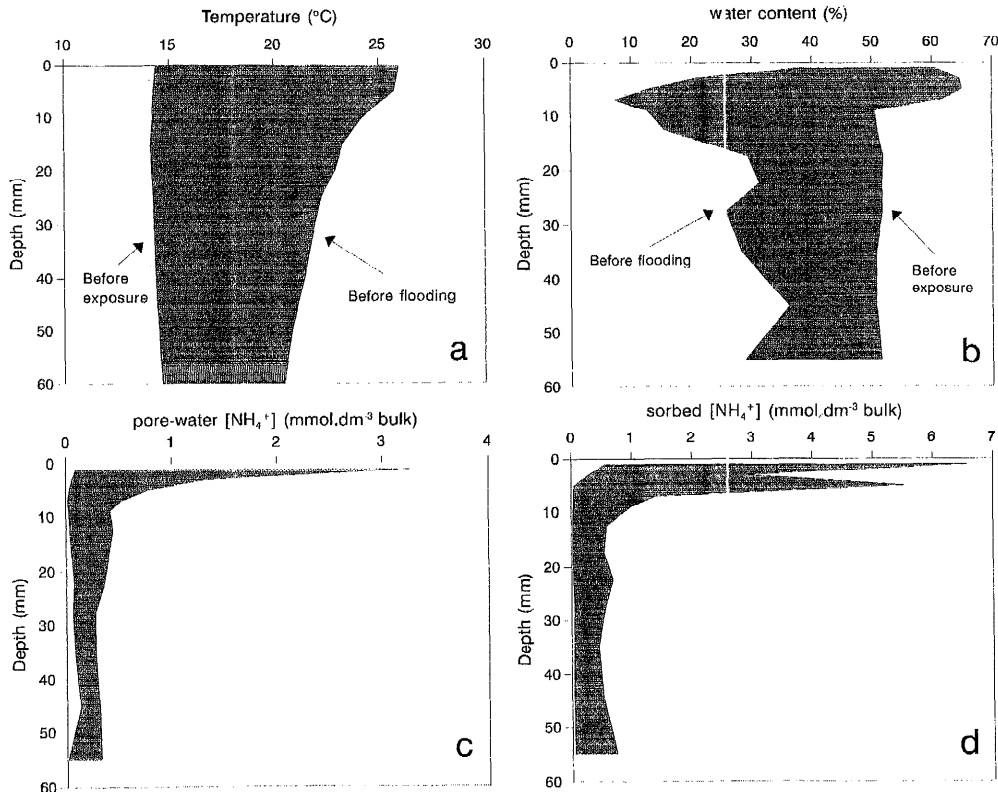 Temperature (°C)
10 15 20 25 30
0
10
20
30
40
50
60
Depth (mm)
Before
exposure
Before flooding
a
water content (%)
0 10 20 30 40 50 60 70
0
10
20
30
40
50
60
Depth (mm)
Before flooding
Before
exposure
b
pore-water [NH₄⁺] (mmol.dm⁻³ bulk)
0 1 2 3 4
0
10
20
30
40
50
60
Depth (mm)
c
sorbed [NH₄⁺] (mmol.dm⁻³ bulk)
0 1 2 3 4 5 6 7
0
10
20
30
40
50
60
Depth (mm)
d